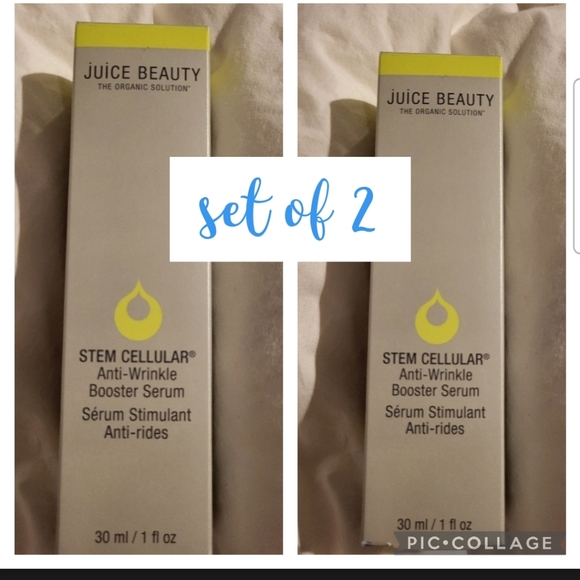 JUICE BEAUTY
THE ORGANIC SOLUTION™
STEM CELLULAR®
Anti-Wrinkle
Booster Serum
Sérum Stimulant
Anti-rides
30 ml / 1 fl oz
set of 2
JUICE BEAUTY
THE ORGANIC SOLUTION™
STEM CELLULAR®
Anti-Wrinkle
Booster Serum
Sérum Stimulant
Anti-rides
30 ml / 1 fl oz
PIC•COLLAGE